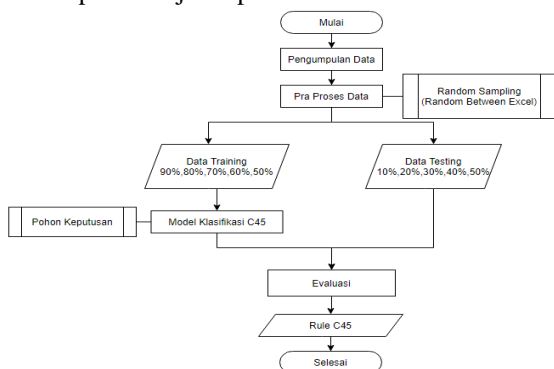 Mulai
Pengumpulan Data
Pra Proses Data
Random Sampling
(Random Between Excel)
Data Training
90%,80%,70%,60%,50%
Data Testing
10%,20%,30%,40%,50%
Pohon Keputusan
Model Klasifikasi C45
Evaluasi
Rule C45
Selesai